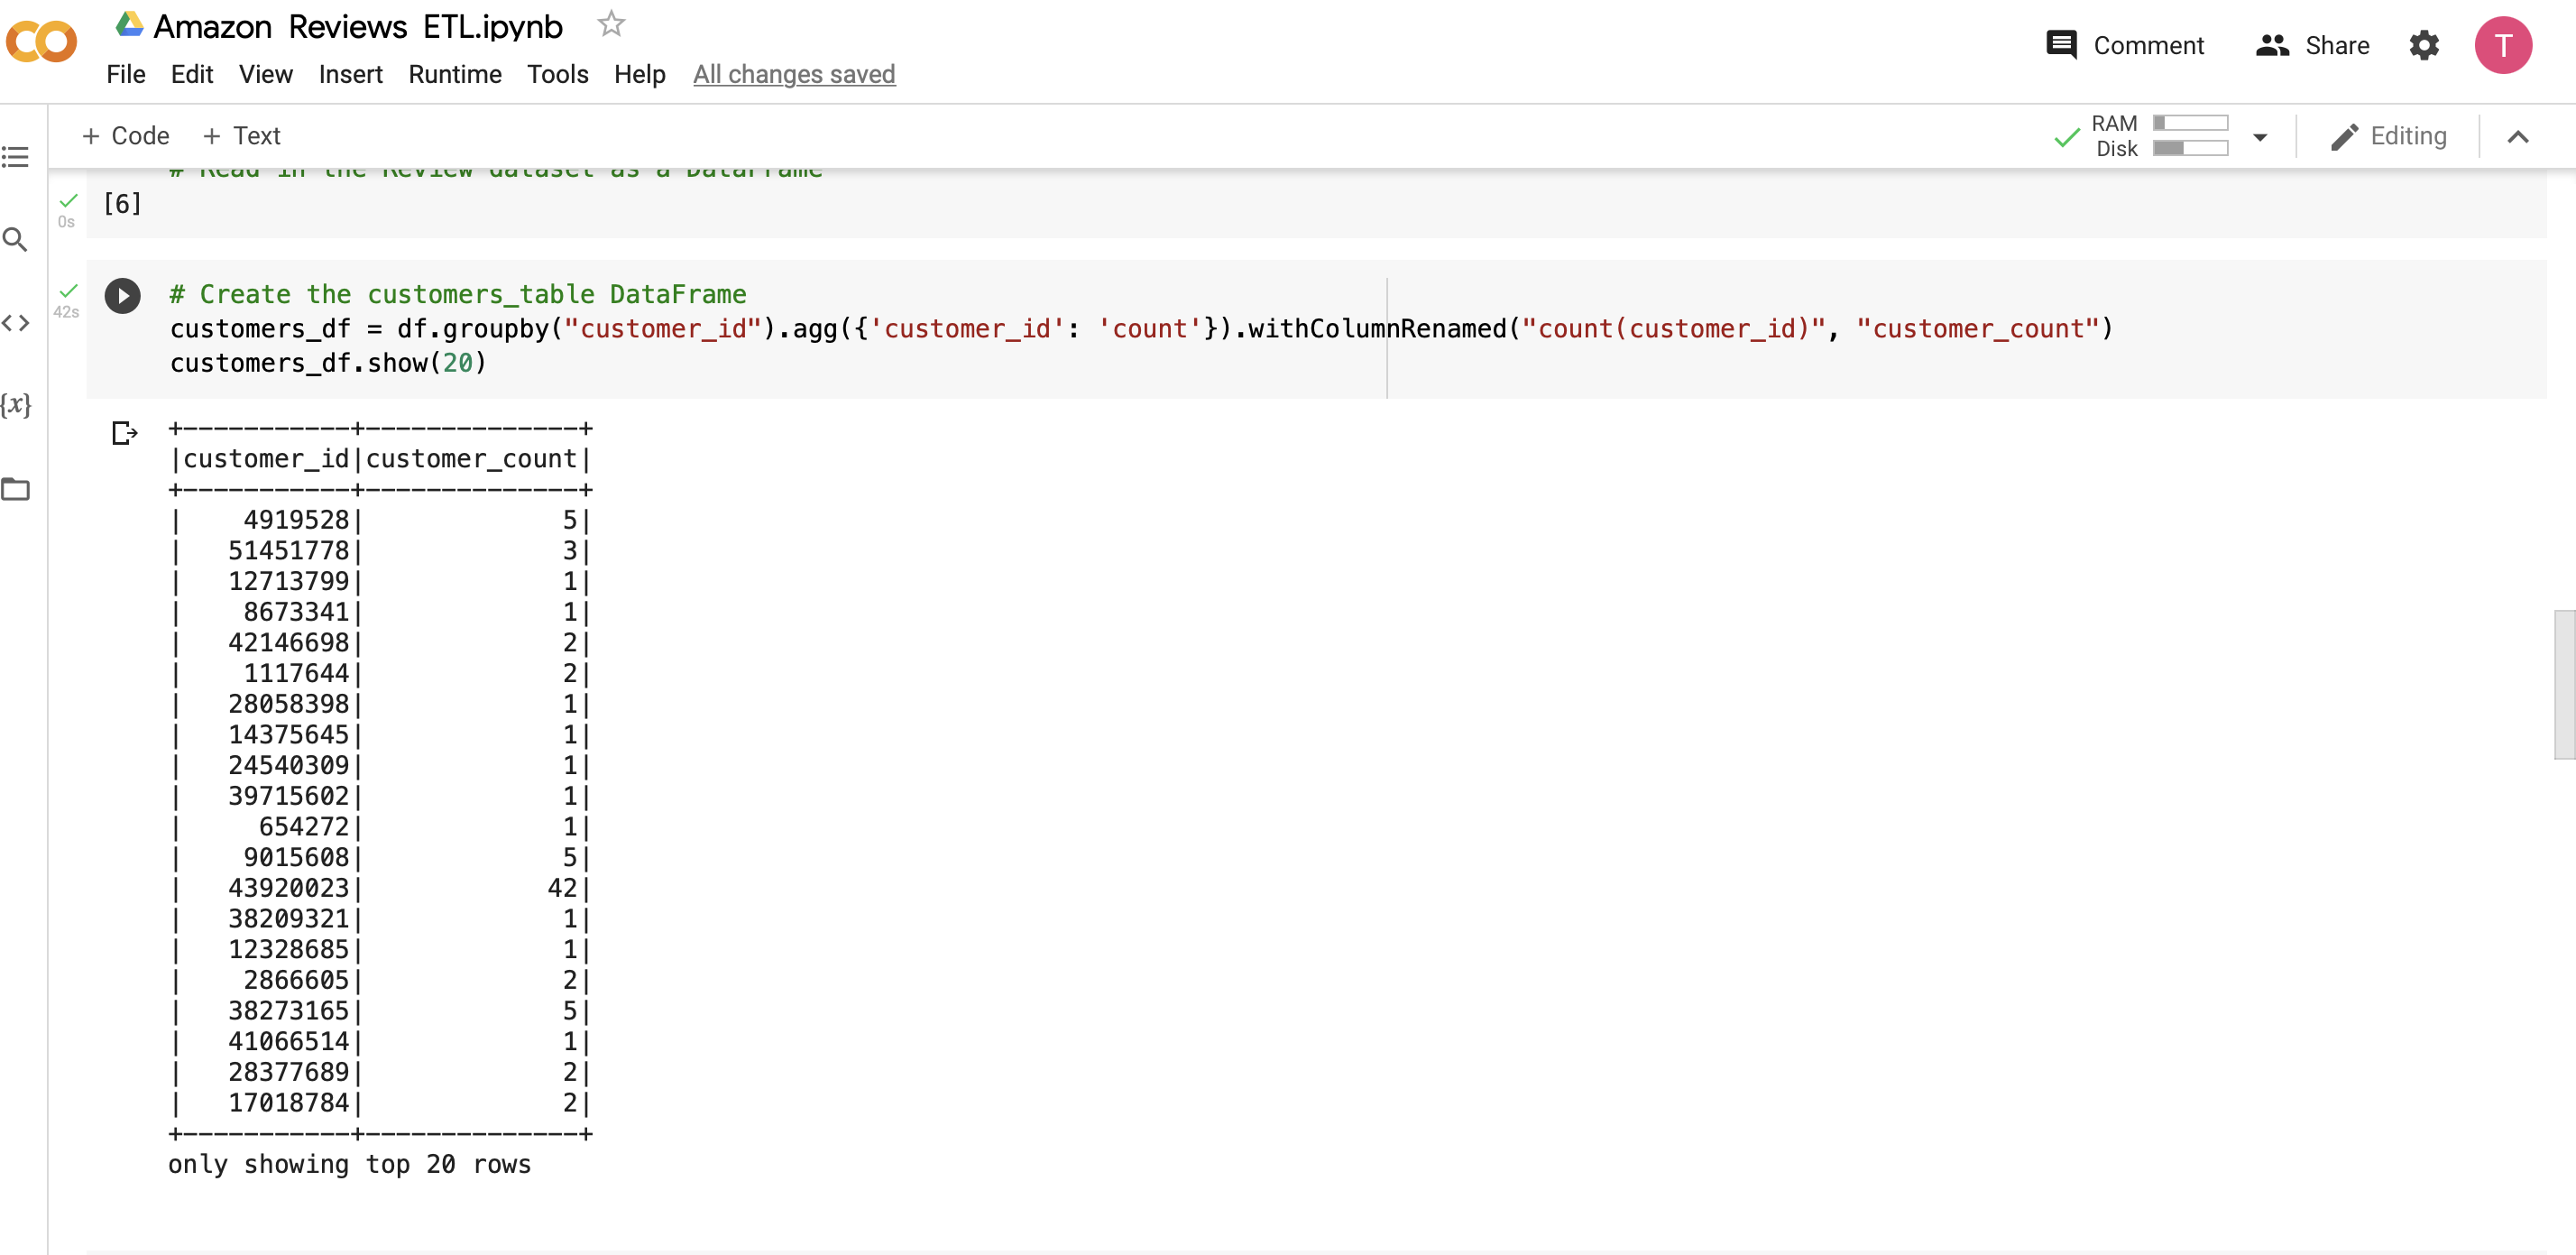 Amazon Reviews ETL.ipynb
File Edit View Insert Runtime Tools Help All changes saved
Comment Share T
+ Code + Text
RAM
Disk
Editing
# Read in the Review dataset as a DataFrame
[6]
0s
# Create the customers_table DataFrame
42s
customers_df = df.groupby("customer_id").agg({'customer_id': 'count'}).withColumnRenamed("count(customer_id)", "customer_count")
customers_df.show(20)
{x}
+-----------+--------------+
|customer_id|customer_count|
+-----------+--------------+
|    4919528|             5|
|   51451778|             3|
|   12713799|             1|
|    8673341|             1|
|   42146698|             2|
|    1117644|             2|
|   28058398|             1|
|   14375645|             1|
|   24540309|             1|
|   39715602|             1|
|     654272|             1|
|    9015608|             5|
|   43920023|            42|
|   38209321|             1|
|   12328685|             1|
|    2866605|             2|
|   38273165|             5|
|   41066514|             1|
|   28377689|             2|
|   17018784|             2|
+-----------+--------------+
only showing top 20 rows